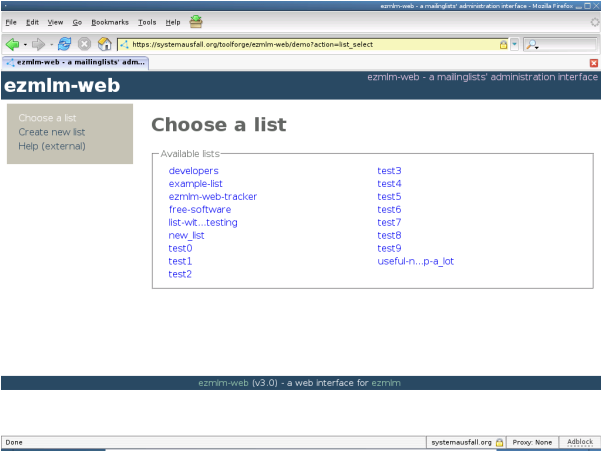 ezmlm-web - a mailinglists' administration interface - Mozilla Firefox
File Edit View Go Bookmarks Tools Help
https://systemausfall.org/toolforge/ezmlm-web/demo?action=list_select
ezmlm-web - a mailinglists' adm...
ezmlm-web - a mailinglists' administration interface
ezmlm-web
Choose a list
Create new list
Help (external)
Choose a list
Available lists
developers
example-list
ezmlm-web-tracker
free-software
list-wit...testing
new_list
test0
test1
test2
test3
test4
test5
test6
test7
test8
test9
useful-n...p-a_lot
ezmlm-web (v3.0) - a web interface for ezmlm
Done
systemausfall.org
Proxy: None
Adblock